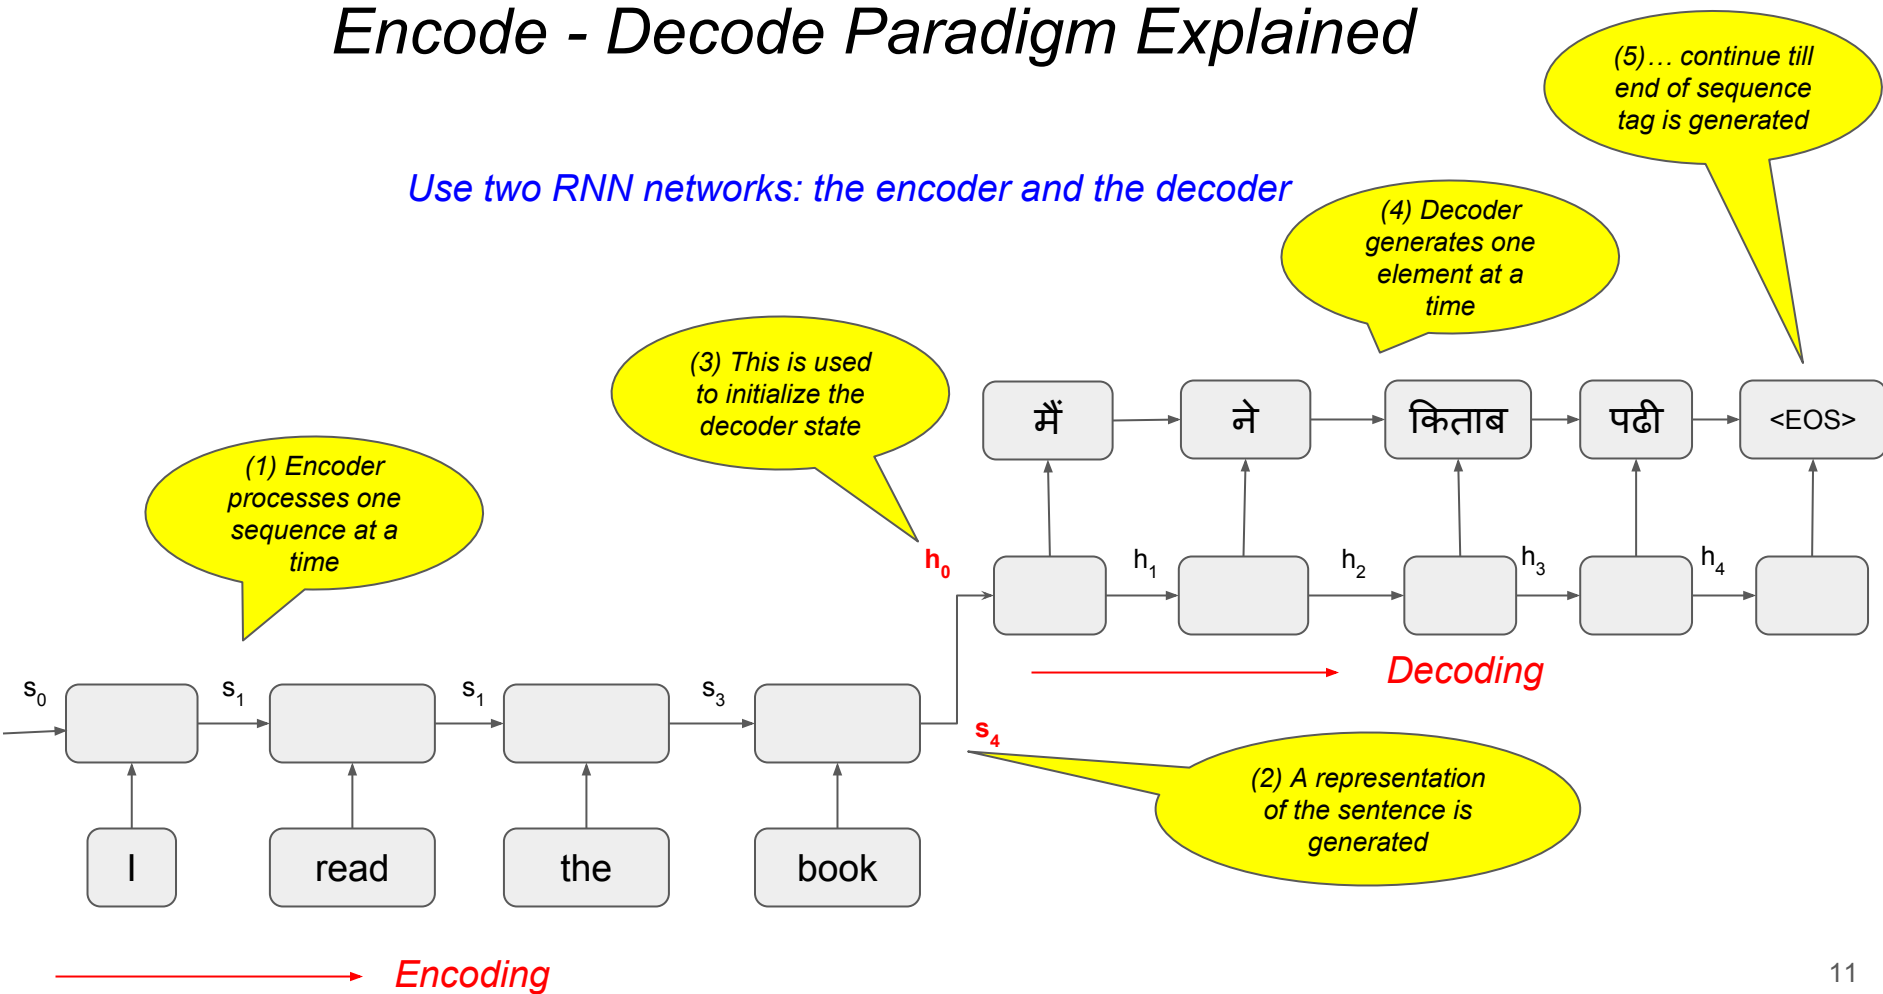 Encode - Decode Paradigm Explained
(5)… continue till
end of sequence
tag is generated
Use two RNN networks: the encoder and the decoder
(4) Decoder
generates one
element at a
time
(3) This is used
to initialize the
decoder state
मैं ने किताब पढी <EOS>
(1) Encoder
processes one
sequence at a
time
h0 h1 h2 h3 h4
Decoding
s0 s1 s1 s3 s4
(2) A representation
of the sentence is
generated
I read the book
Encoding
11